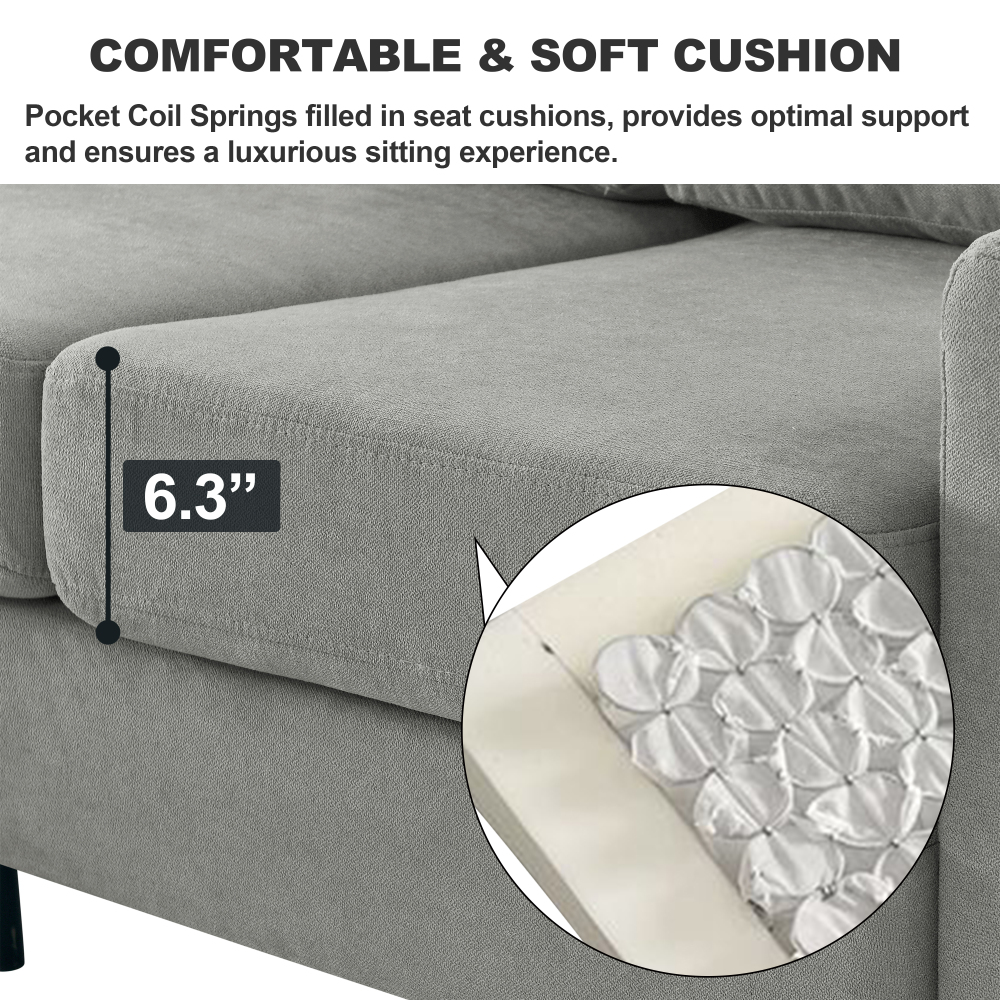 COMFORTABLE & SOFT CUSHION
Pocket Coil Springs filled in seat cushions, provides optimal support
and ensures a luxurious sitting experience.
6.3”